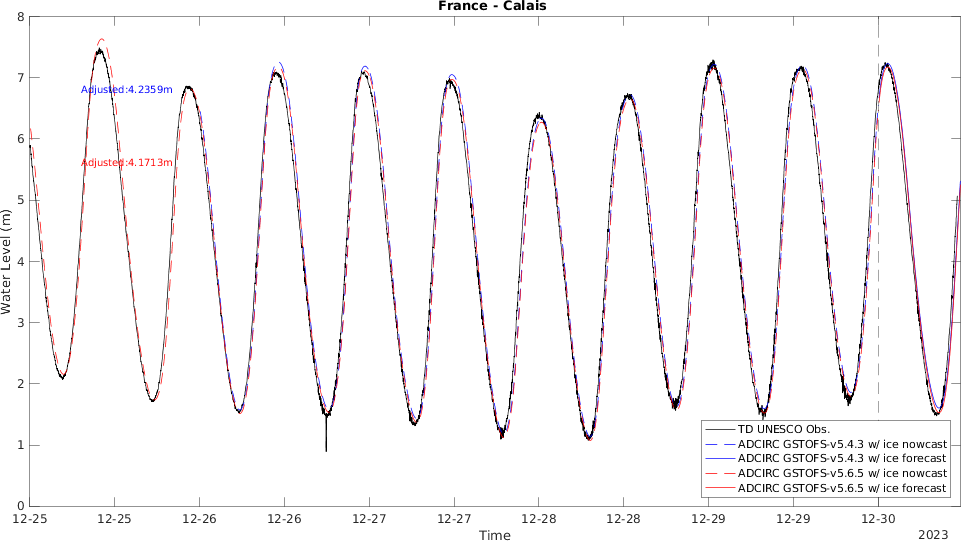 France - Calais
8
7
6
5
4
3
2
1
0
Water Level (m)
Adjusted:4.2359m
Adjusted:4.1713m
TD UNESCO Obs.
ADCIRC GSTOFS-v5.4.3 w/ ice nowcast
ADCIRC GSTOFS-v5.4.3 w/ ice forecast
ADCIRC GSTOFS-v5.6.5 w/ ice nowcast
ADCIRC GSTOFS-v5.6.5 w/ ice forecast
12-25 12-25 12-26 12-26 12-27 12-27 12-28 12-28 12-29 12-29 12-30
Time
2023